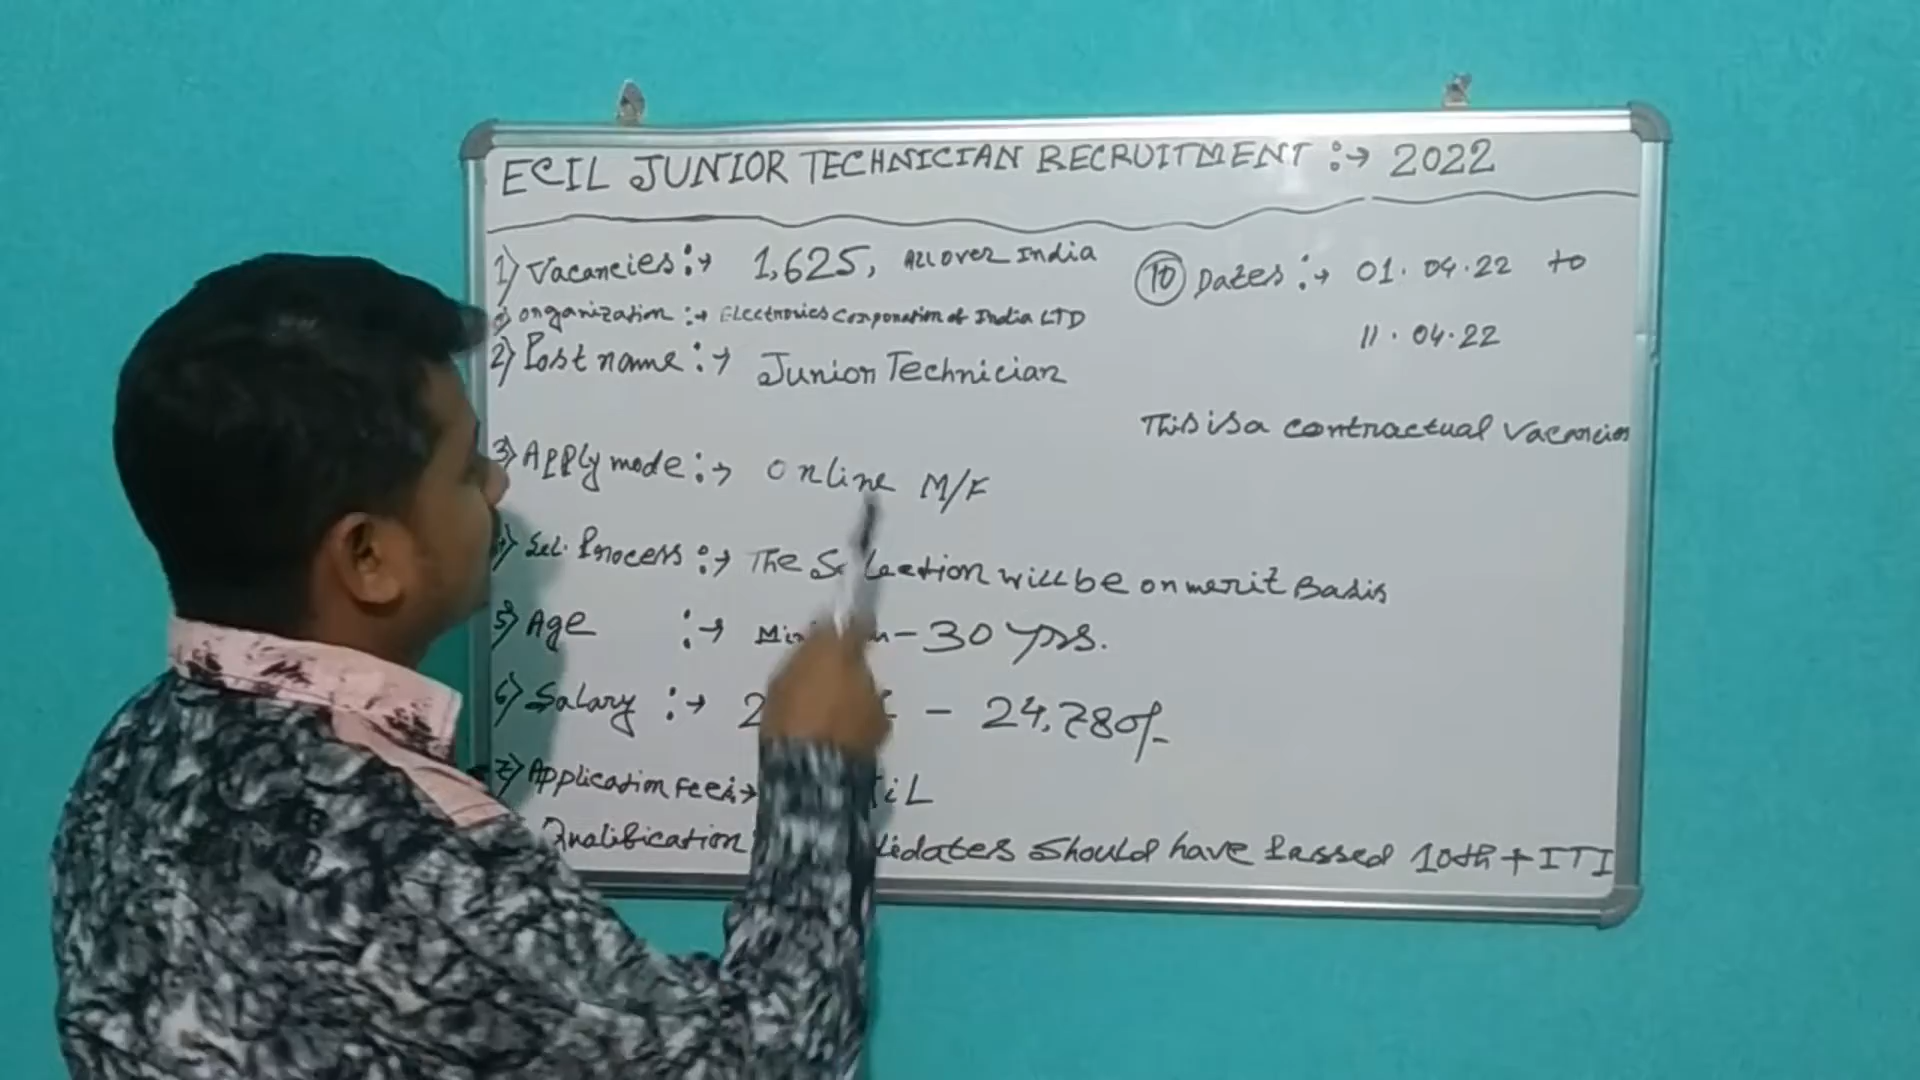 ECIL JUNIOR TECHNICIAN RECRUITMENT :→ 2022
1) Vacancies :→ 1,625, All over India
organization :→ Electronics Corporation of India LTD
2) Post name :→ Junior Technician
3) Apply mode :→ Online M/F
Sel. Process :→ The Selection will be on merit Basis
5) Age :→ – 30 yrs.
6) Salary :→ – 24,780/-
7) Application Fee :→
Qualification should have Passed 10th + ITI
10 Dates :→ 01.04.22 to
11.04.22
This is a contractual Vacancies